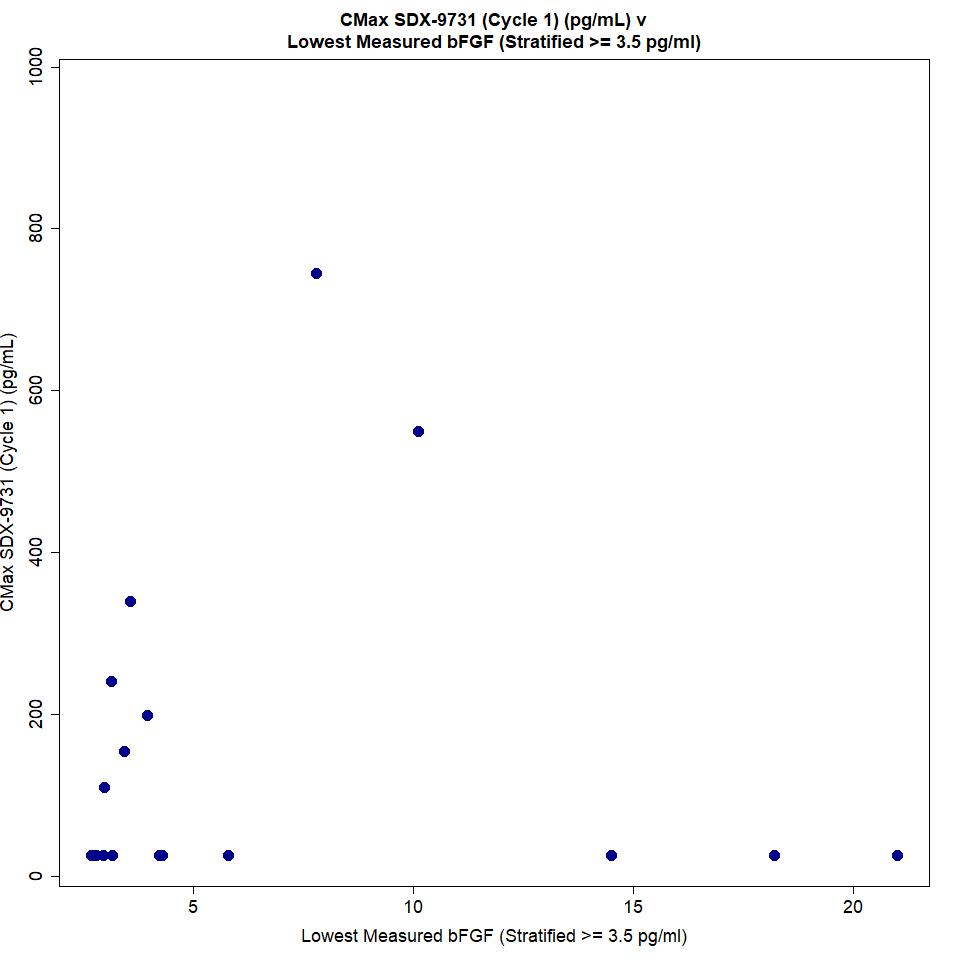 CMax SDX-9731 (Cycle 1) (pg/mL) v
Lowest Measured bFGF (Stratified >= 3.5 pg/ml)
1000
800
600
400
200
0
CMax SDX-9731 (Cycle 1) (pg/mL)
5
10
15
20
Lowest Measured bFGF (Stratified >= 3.5 pg/ml)